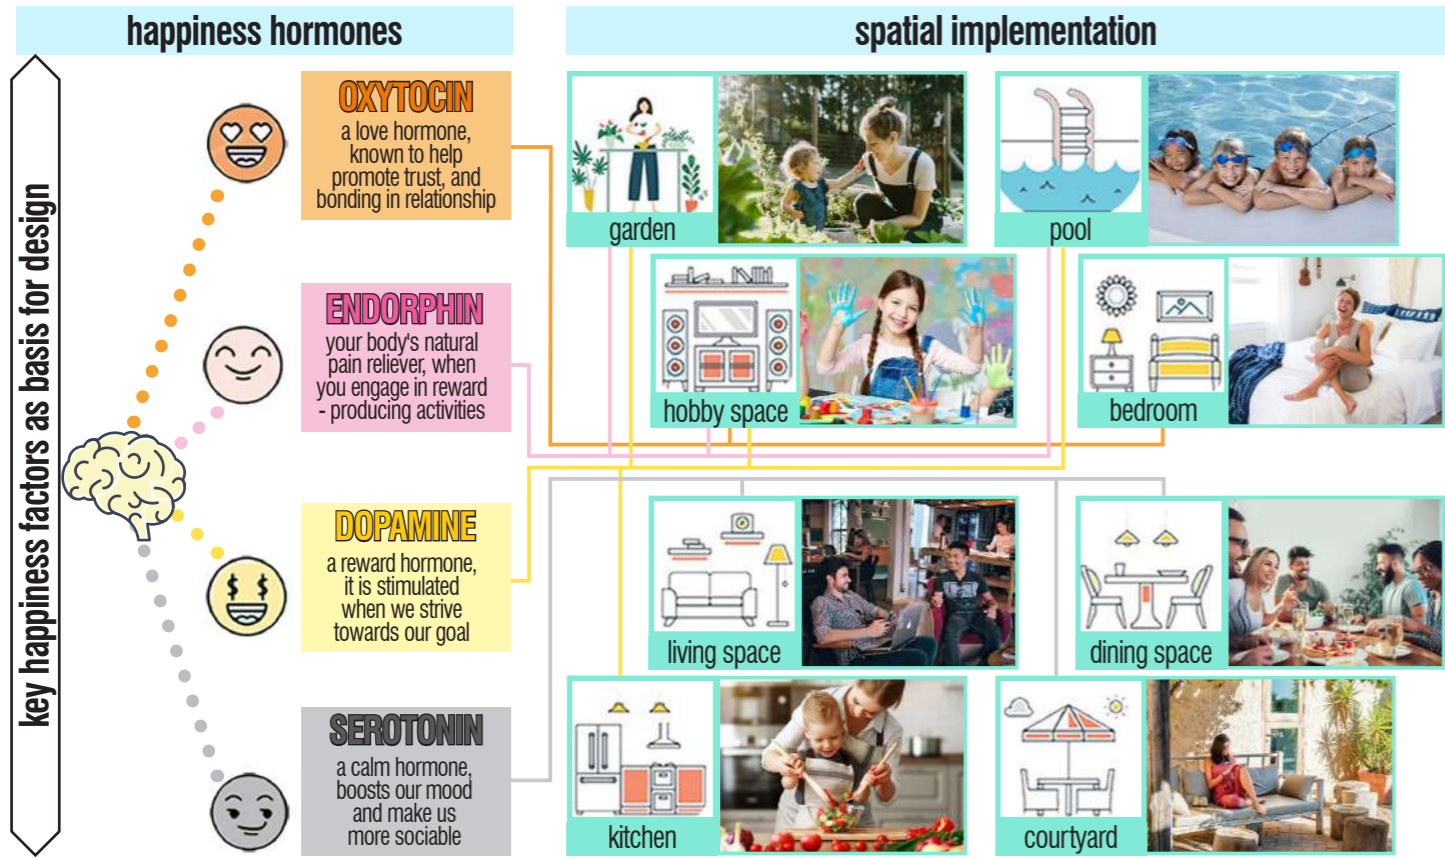 happiness hormones
spatial implementation
key happiness factors as basis for design
OXYTOCIN
a love hormone,
known to help
promote trust, and
bonding in relationship
ENDORPHIN
your body's natural
pain reliever, when
you engage in reward
- producing activities
DOPAMINE
a reward hormone,
it is stimulated
when we strive
towards our goal
SEROTONIN
a calm hormone,
boosts our mood
and make us
more sociable
garden
pool
hobby space
bedroom
living space
dining space
kitchen
courtyard